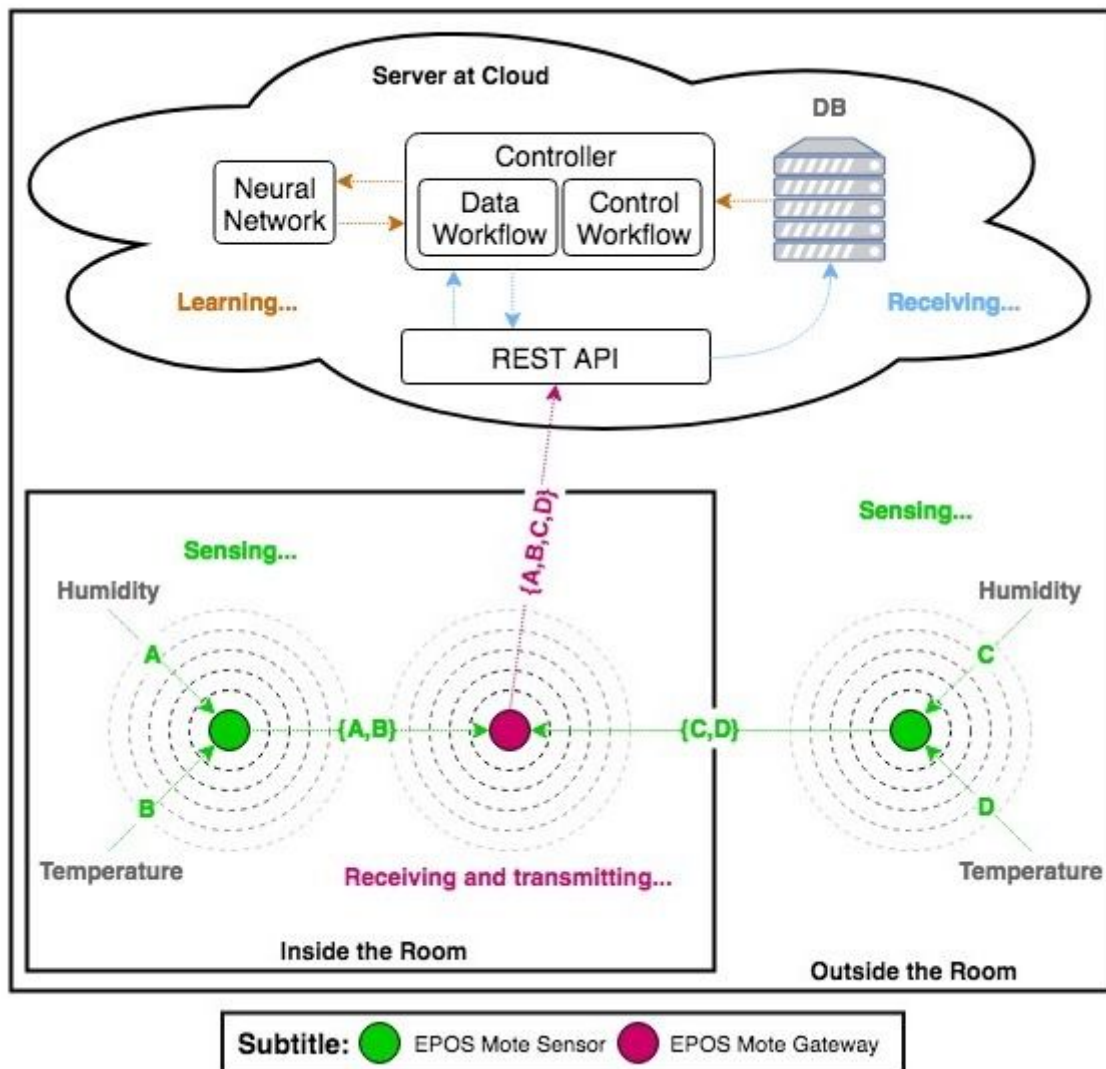 Server at Cloud
DB
Controller
Neural
Network
Data
Workflow
Control
Workflow
Learning...
Receiving...
REST API
{A,B,C,D}
Sensing...
Sensing...
Humidity
Humidity
A
C
{A,B}
{C,D}
B
D
Temperature
Temperature
Receiving and transmitting...
Inside the Room
Outside the Room
Subtitle: EPOS Mote Sensor EPOS Mote Gateway